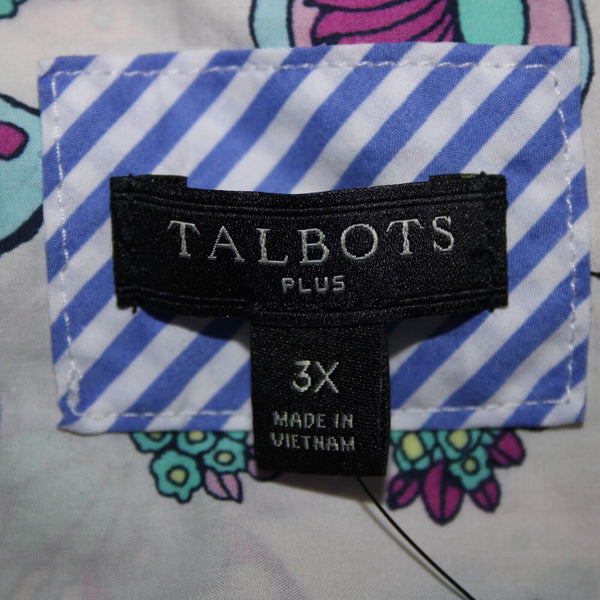 TALBOTS
PLUS
3X
MADE IN
VIETNAM